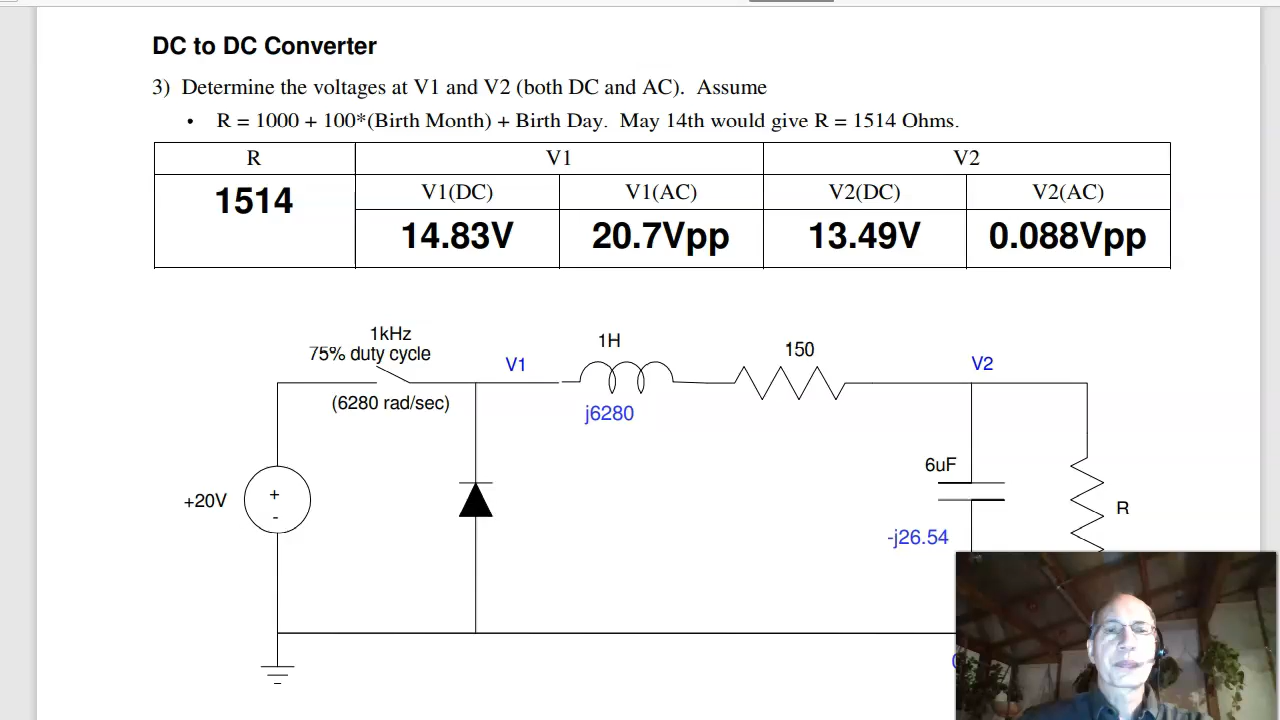 DC to DC Converter
3) Determine the voltages at V1 and V2 (both DC and AC). Assume
• R = 1000 + 100*(Birth Month) + Birth Day. May 14th would give R = 1514 Ohms.
R V1 V2
1514 V1(DC) V1(AC) V2(DC) V2(AC)
14.83V 20.7Vpp 13.49V 0.088Vpp
1kHz
75% duty cycle
(6280 rad/sec)
V1
1H
j6280
150
V2
6uF
-j26.54
R
+20V
+
-